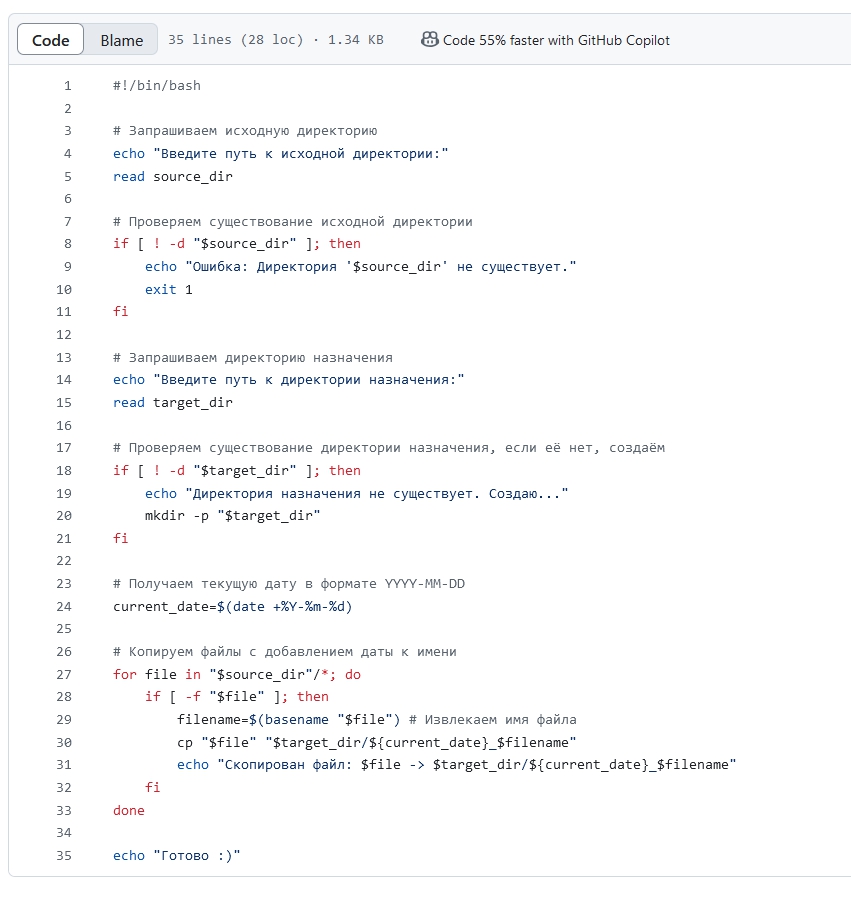 Code Blame 35 lines (28 loc) · 1.34 KB Code 55% faster with GitHub Copilot
1 #!/bin/bash
2
3 # Запрашиваем исходную директорию
4 echo "Введите путь к исходной директории:"
5 read source_dir
6
7 # Проверяем существование исходной директории
8 if [ ! -d "$source_dir" ]; then
9     echo "Ошибка: Директория '$source_dir' не существует."
10     exit 1
11 fi
12
13 # Запрашиваем директорию назначения
14 echo "Введите путь к директории назначения:"
15 read target_dir
16
17 # Проверяем существование директории назначения, если её нет, создаём
18 if [ ! -d "$target_dir" ]; then
19     echo "Директория назначения не существует. Создаю..."
20     mkdir -p "$target_dir"
21 fi
22
23 # Получаем текущую дату в формате YYYY-MM-DD
24 current_date=$(date +%Y-%m-%d)
25
26 # Копируем файлы с добавлением даты к имени
27 for file in "$source_dir"/*; do
28     if [ -f "$file" ]; then
29         filename=$(basename "$file") # Извлекаем имя файла
30         cp "$file" "$target_dir/${current_date}_$filename"
31         echo "Скопирован файл: $file -> $target_dir/${current_date}_$filename"
32     fi
33 done
34
35 echo "Готово :)"